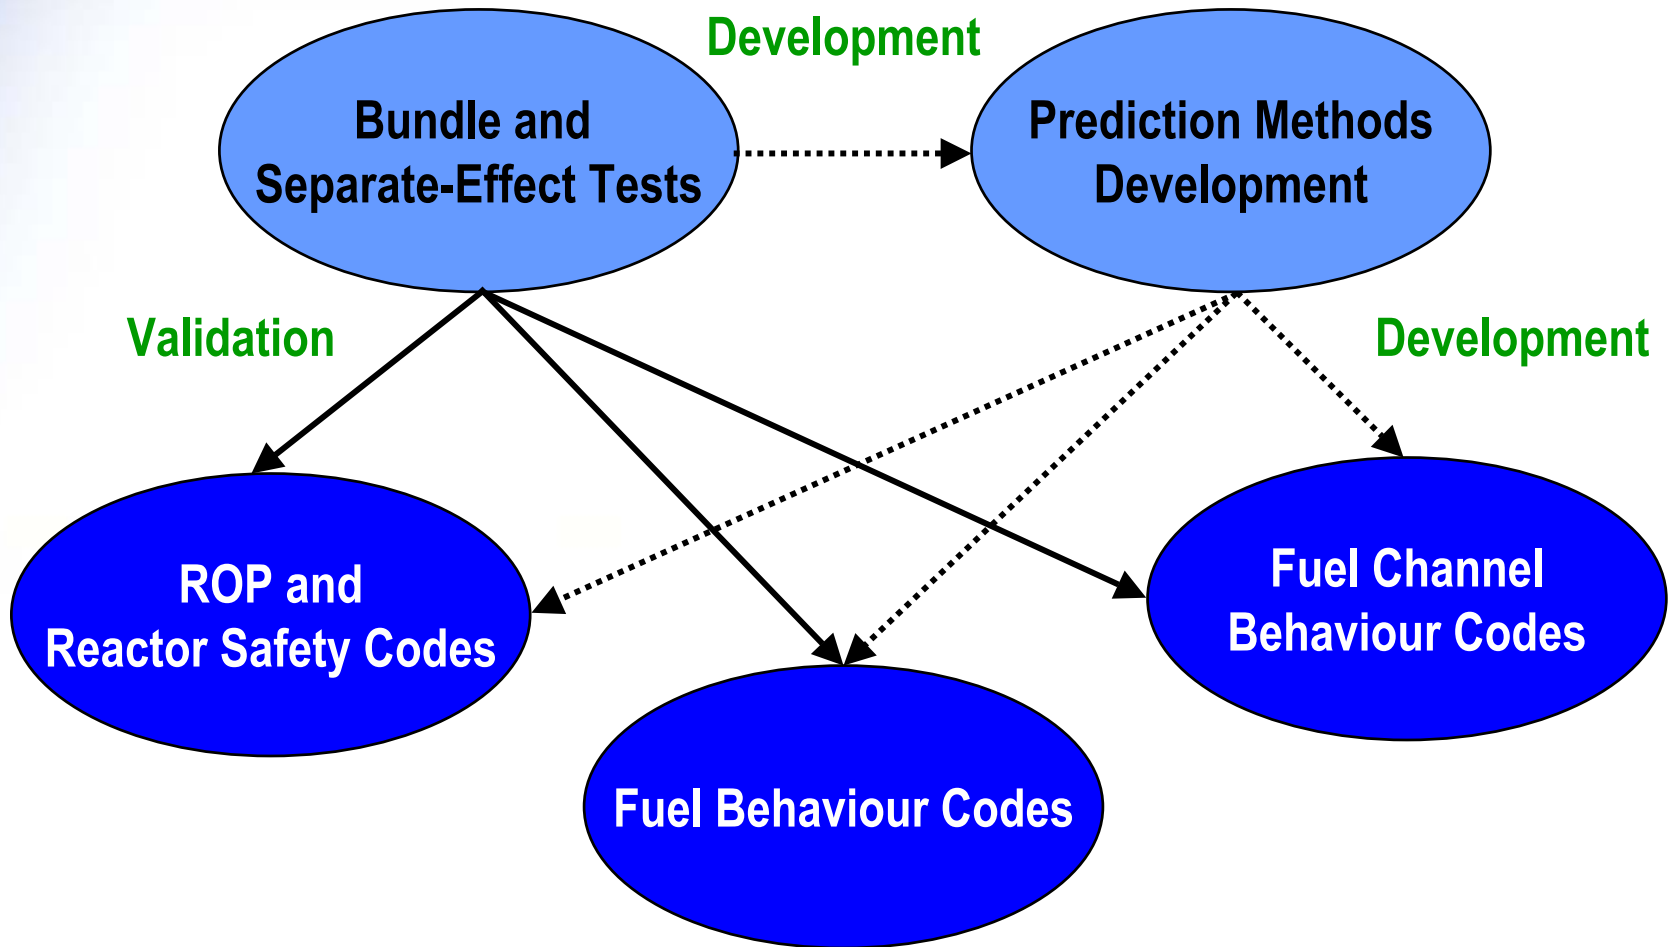 Development
Bundle and
Separate-Effect Tests
Prediction Methods
Development
Validation
Development
ROP and
Reactor Safety Codes
Fuel Channel
Behaviour Codes
Fuel Behaviour Codes